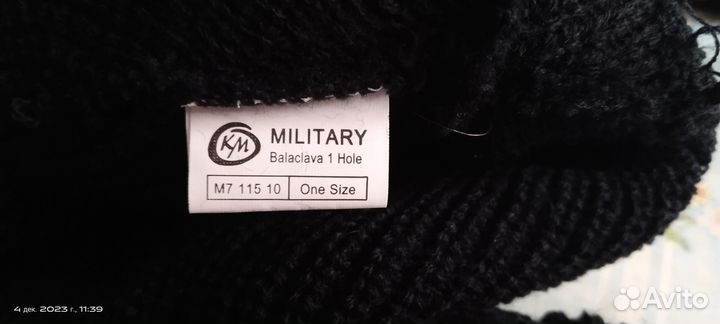 KM
MILITARY
Balaclava 1 Hole
M7 115 10 One Size
4 дек. 2023 г., 11:39
Avito